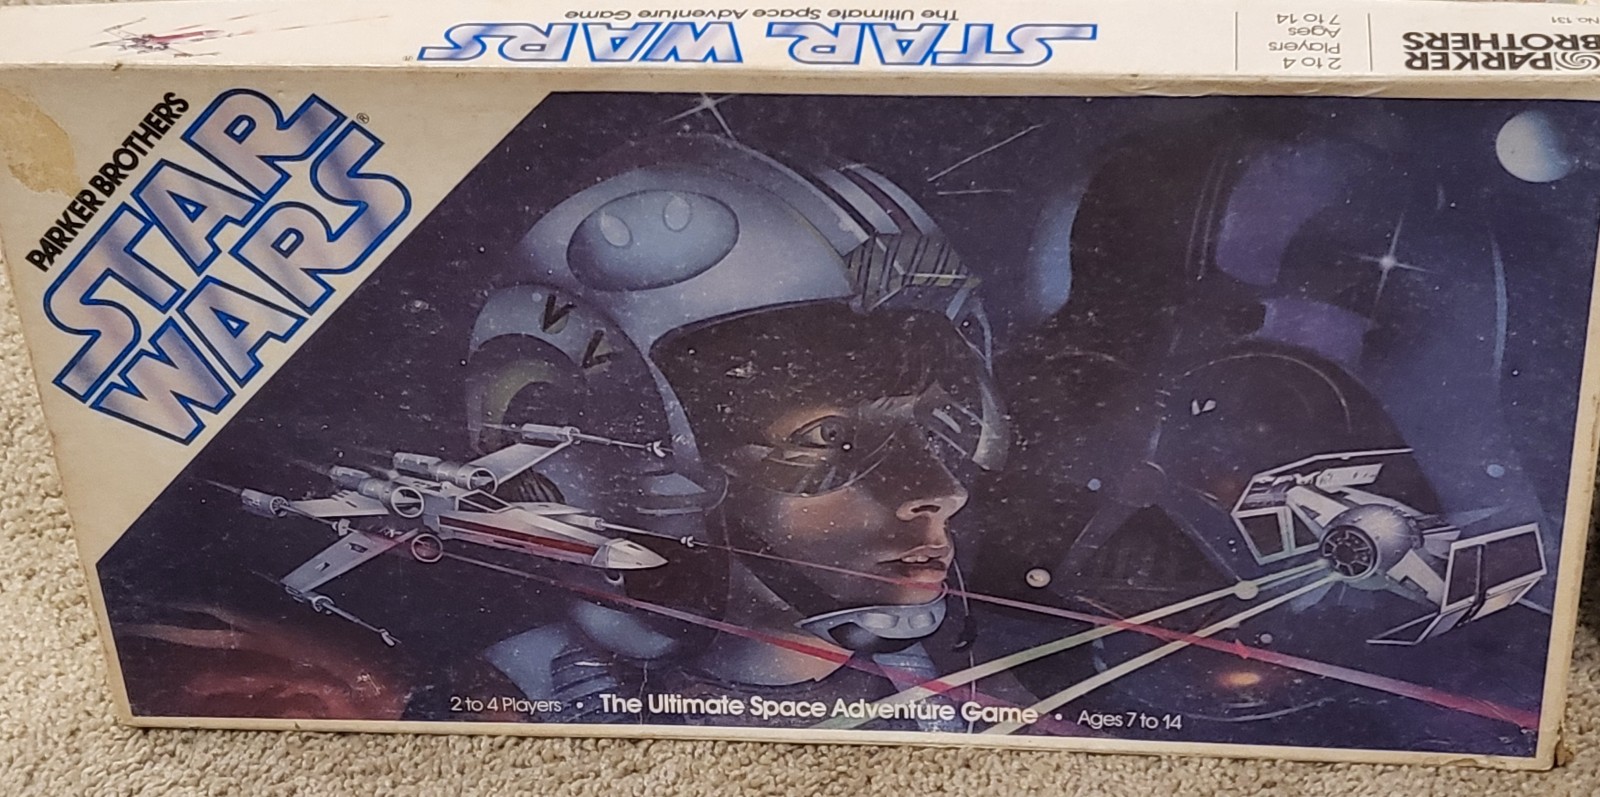 The Ultimate Space Adventure Game
STAR WARS®
2 to 4
Players
Ages
7 to 14
PARKER
BROTHERS
No. 131
PARKER BROTHERS
STAR
WARS®
2 to 4 Players • The Ultimate Space Adventure Game • Ages 7 to 14